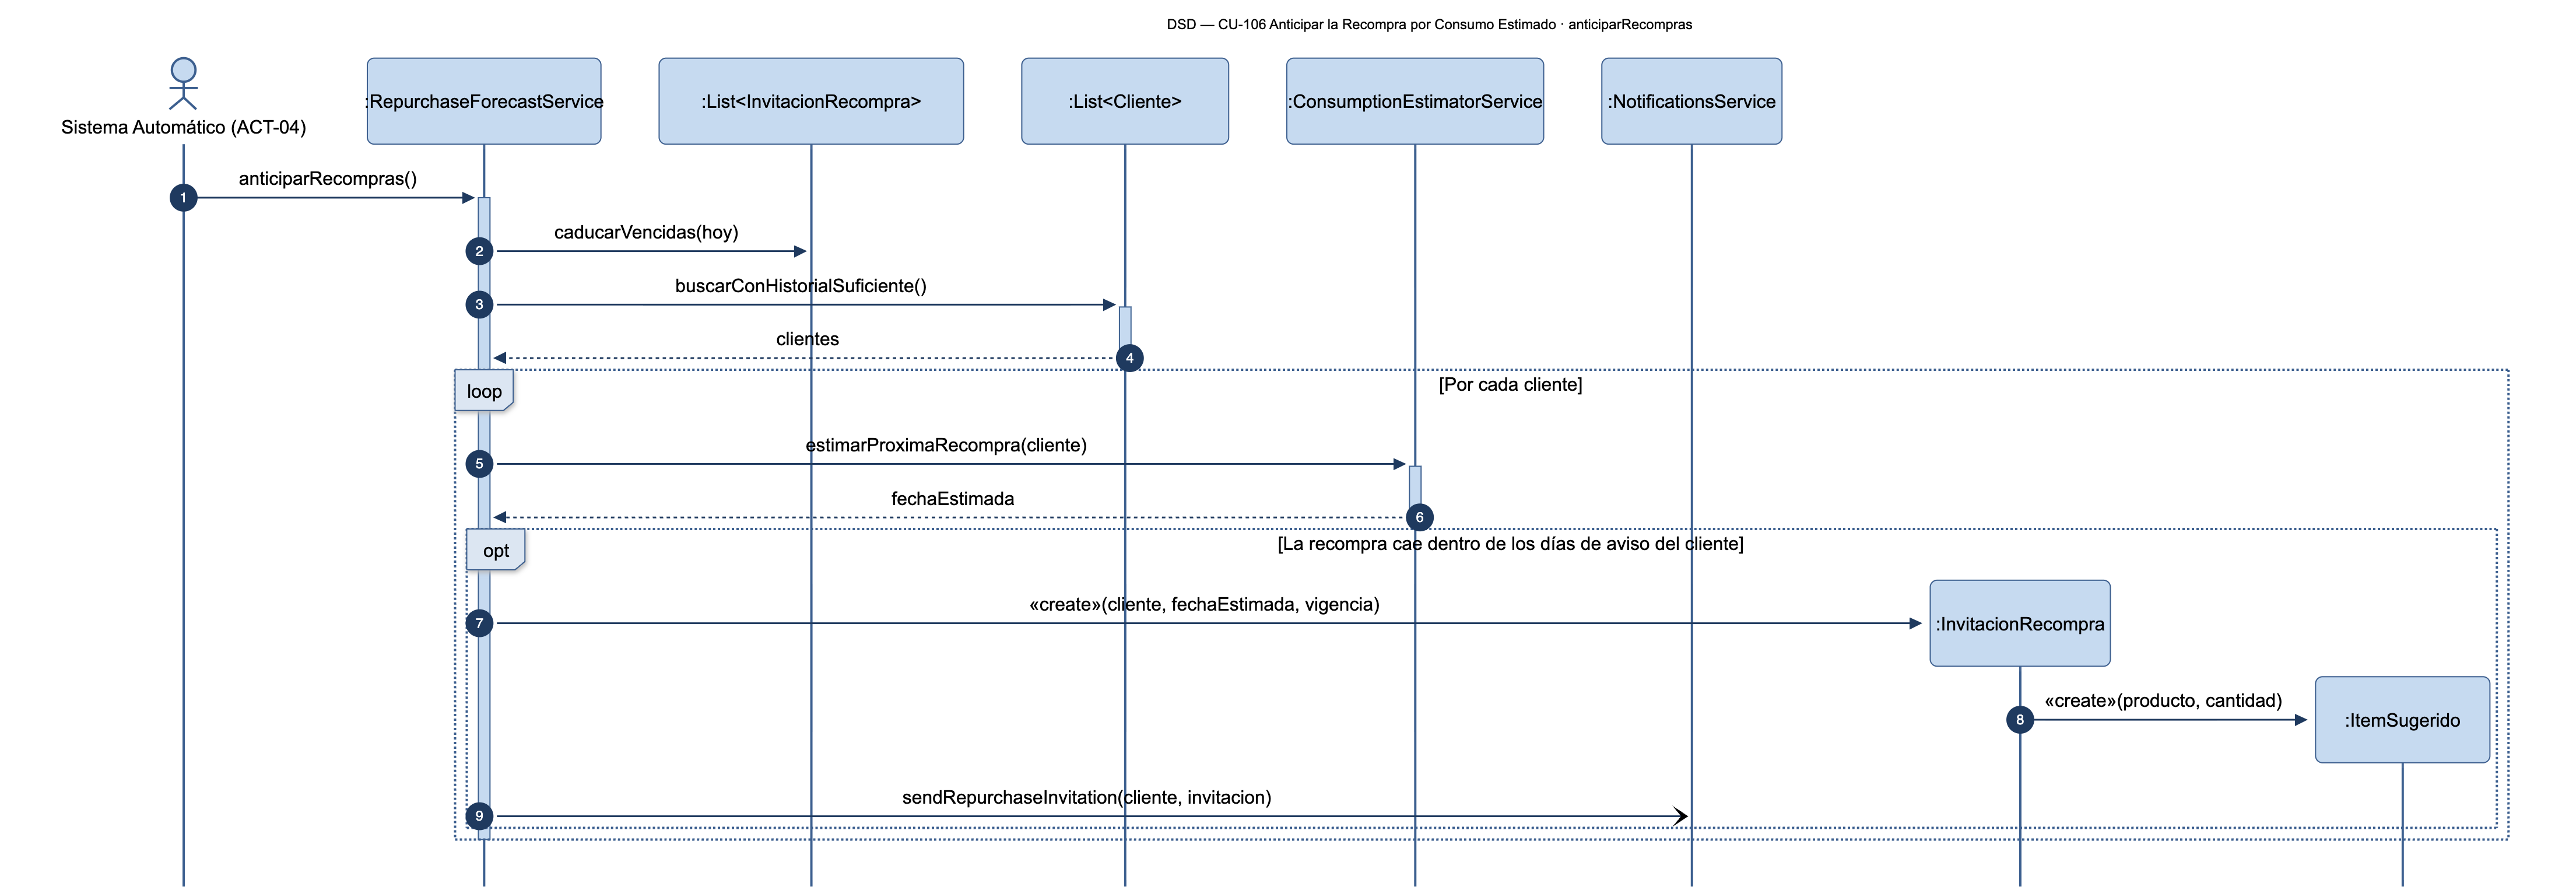 DSD — CU-106 Anticipar la Recompra por Consumo Estimado · anticiparRecompras
Sistema Automático (ACT-04)
:RepurchaseForecastService
:List<InvitacionRecompra>
:List<Cliente>
:ConsumptionEstimatorService
:NotificationsService
1
anticiparRecompras()
2
caducarVencidas(hoy)
3
buscarConHistorialSuficiente()
clientes
4
loop
[Por cada cliente]
5
estimarProximaRecompra(cliente)
fechaEstimada
6
opt
[La recompra cae dentro de los días de aviso del cliente]
7
«create»(cliente, fechaEstimada, vigencia)
:InvitacionRecompra
8
«create»(producto, cantidad)
:ItemSugerido
9
sendRepurchaseInvitation(cliente, invitacion)